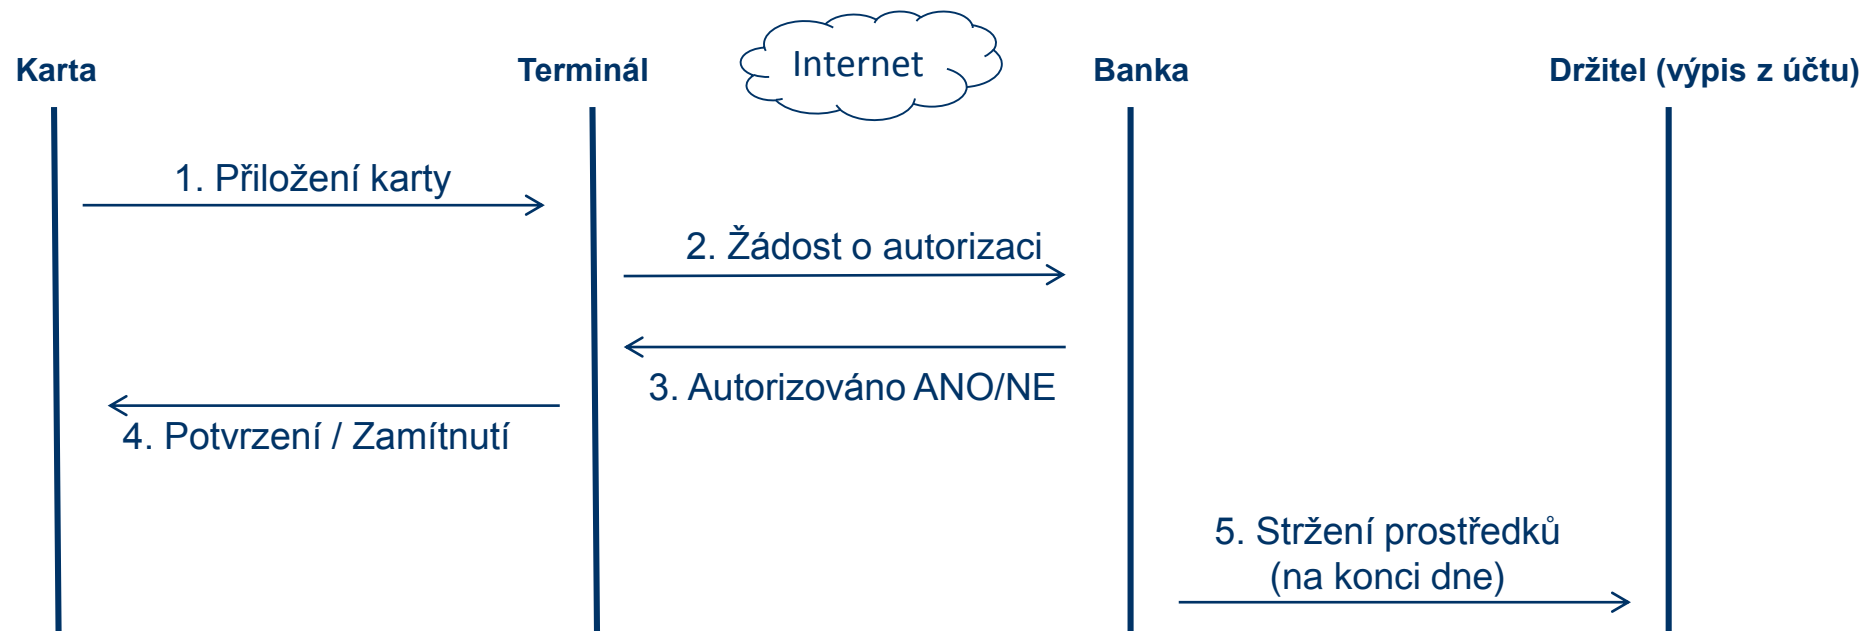 Karta
Terminál
Internet
Banka
Držitel (výpis z účtu)
1. Přiložení karty
2. Žádost o autorizaci
3. Autorizováno ANO/NE
4. Potvrzení / Zamítnutí
5. Stržení prostředků
(na konci dne)